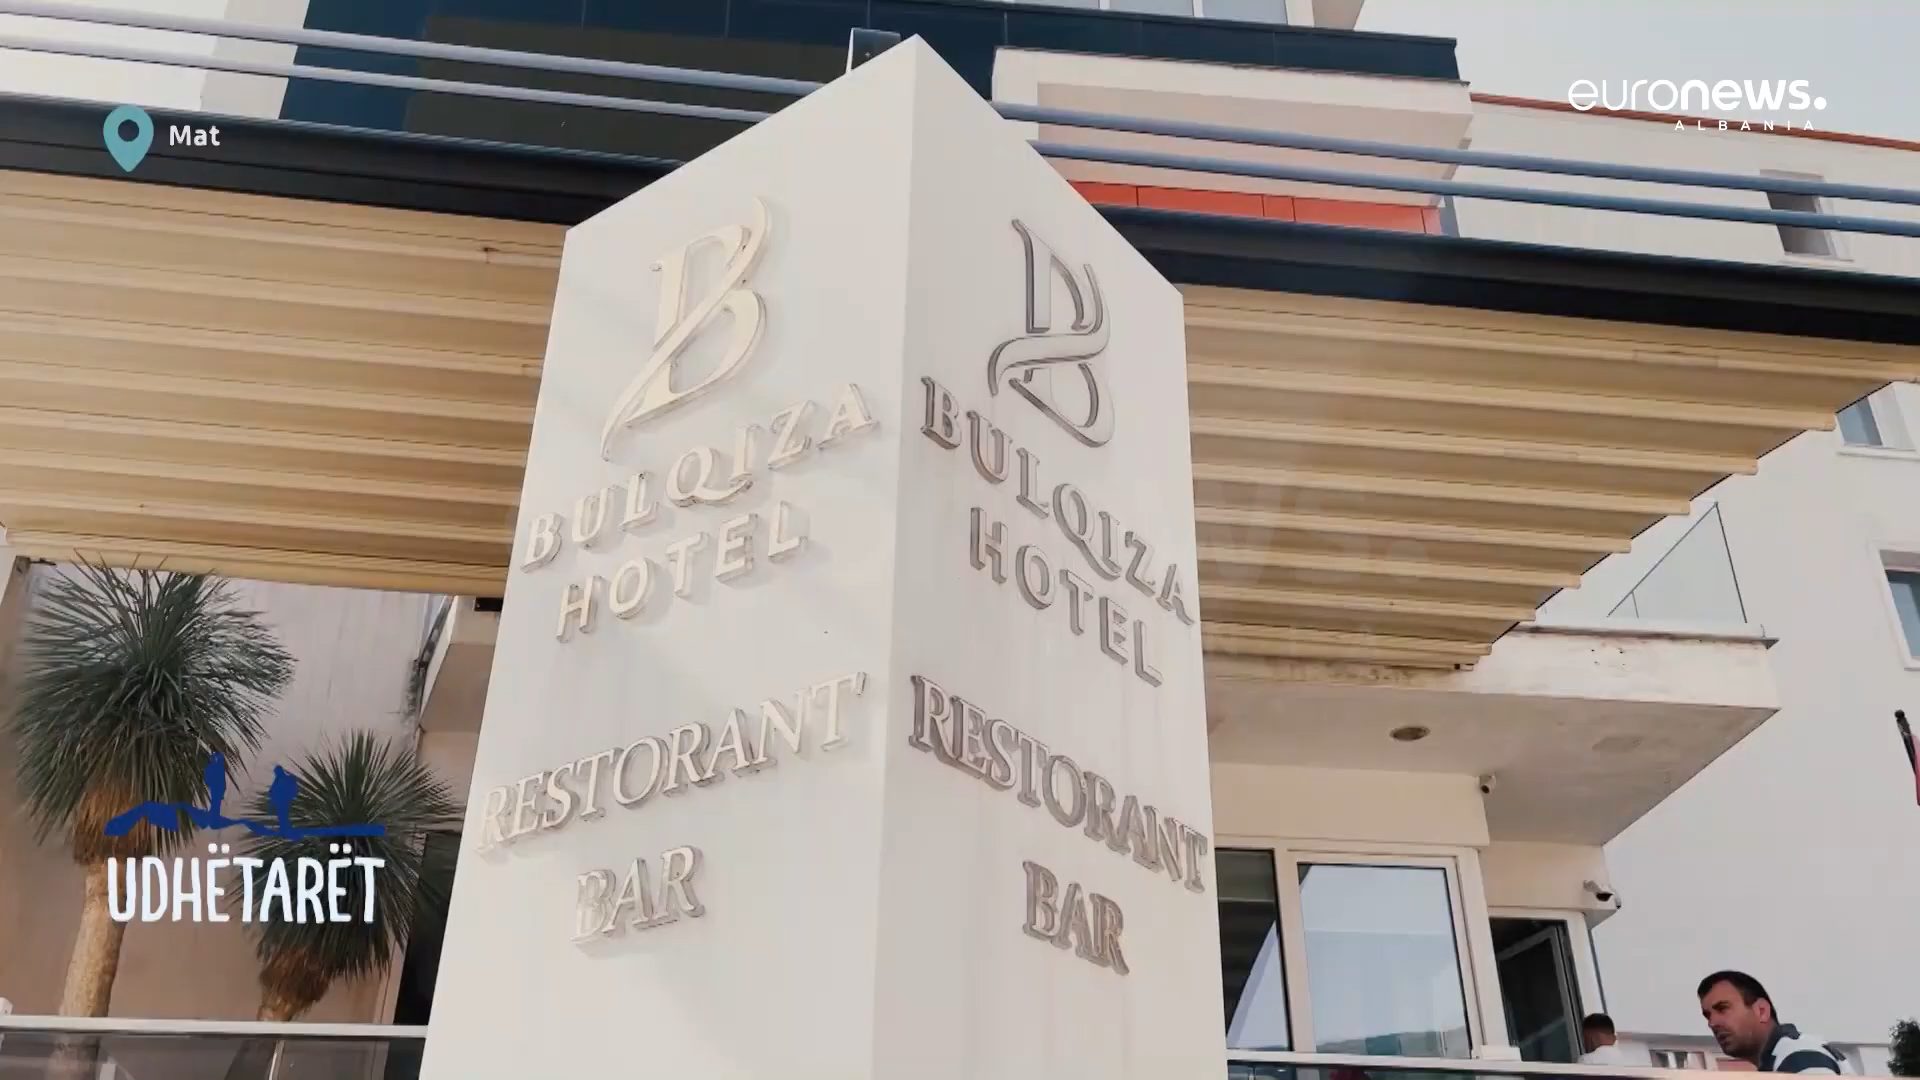 Mat
euronews.
ALBANIA
B
BULQIZA
HOTEL
RESTORANT
BAR
B
BULQIZA
HOTEL
RESTORANT
BAR
UDHËTARËT